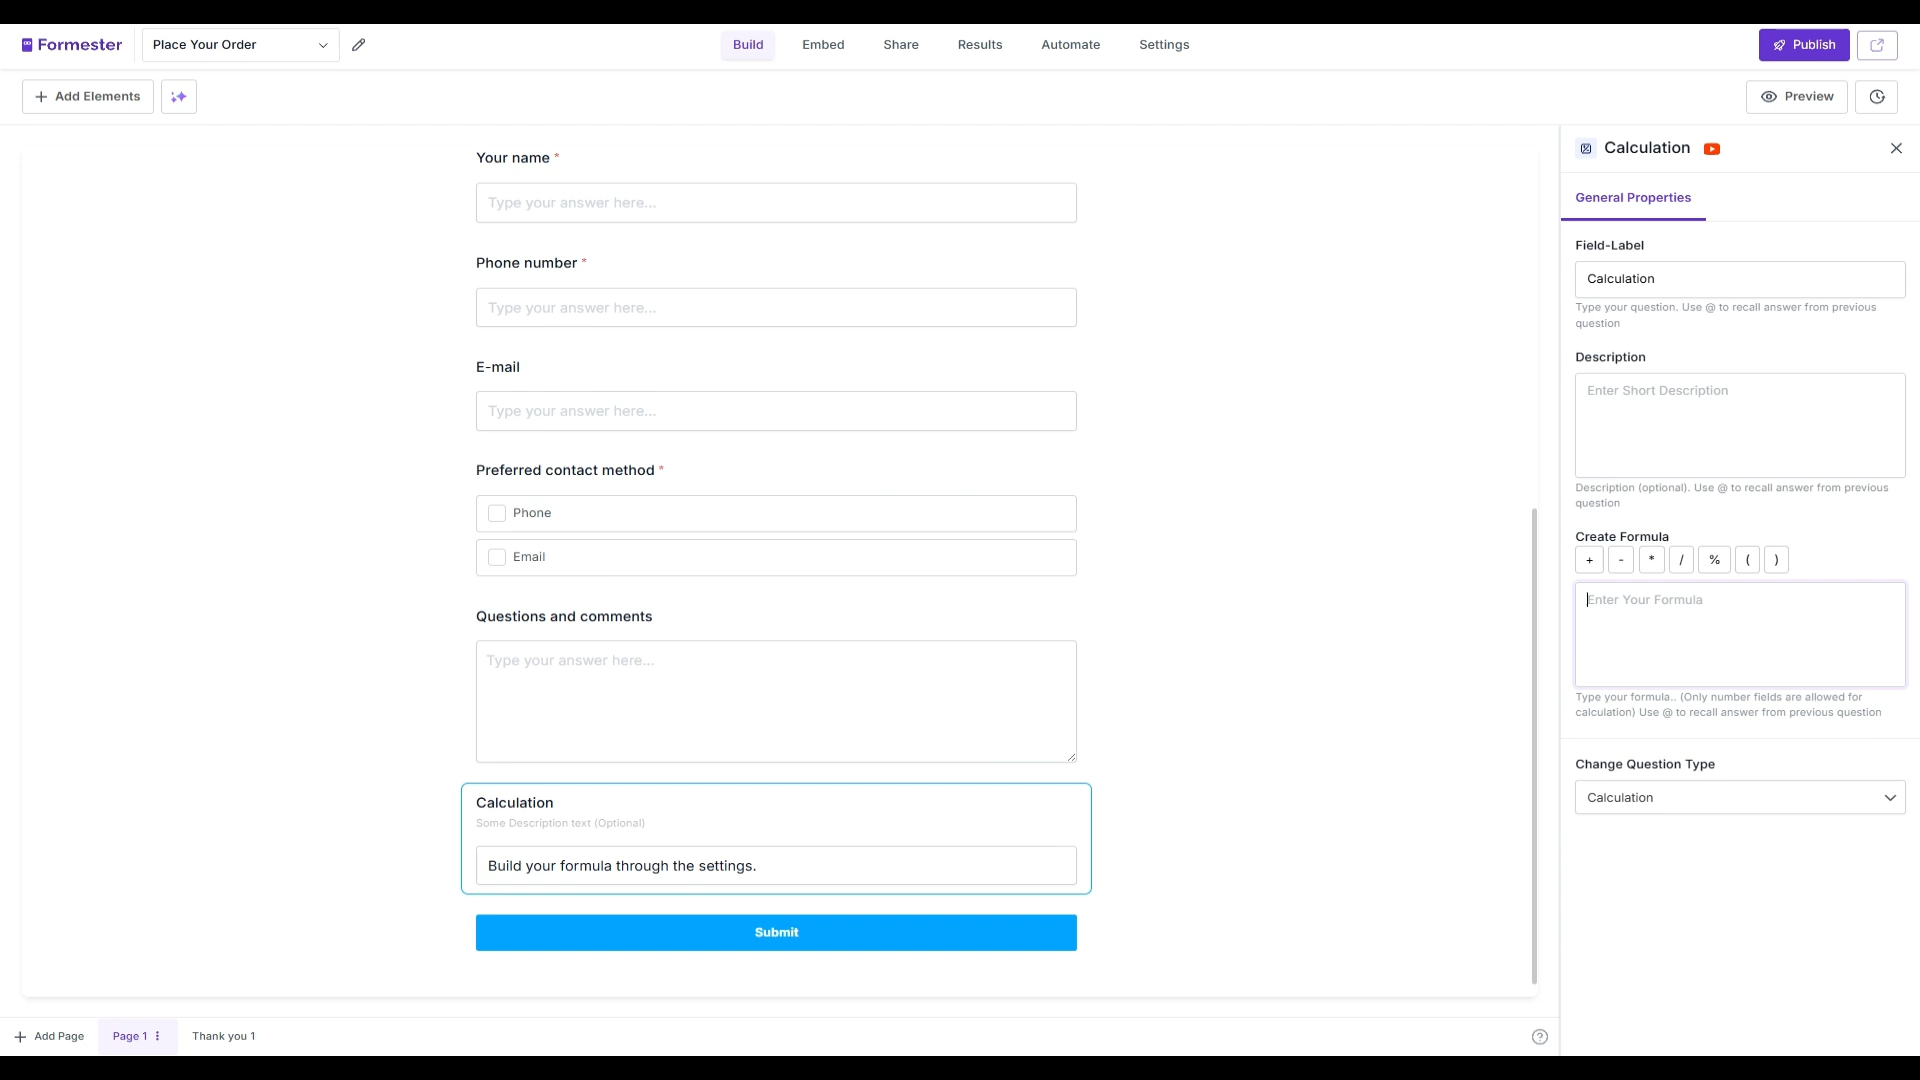 Formester
Place Your Order
Build
Embed
Share
Results
Automate
Settings
Publish
Add Elements
Preview
Your name *
Type your answer here...
Phone number *
Type your answer here...
E-mail
Type your answer here...
Preferred contact method *
Phone
Email
Questions and comments
Type your answer here...
Calculation
Some Description text (Optional)
Build your formula through the settings.
Submit
Add Page
Page 1
Thank you 1
?
Calculation
General Properties
Field-Label
Calculation
Type your question. Use @ to recall answer from previous
question
Description
Enter Short Description
Description (optional). Use @ to recall answer from previous
question
Create Formula
+ - * / % ( )
Enter Your Formula
Type your formula.. (Only number fields are allowed for
calculation) Use @ to recall answer from previous question
Change Question Type
Calculation